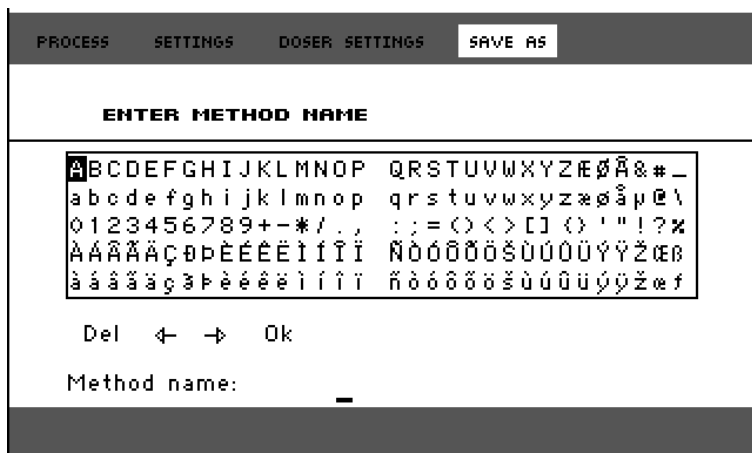 PROCESS SETTINGS DOSER SETTINGS SAVE AS
ENTER METHOD NAME
ABCDEFGHIJKLMNOP QRSTUVWXYZÆØÅ&#_
abcdefghijklmnop qrstuvwxyzæøåµ@\
0123456789+-*/., :;=()<>[]{}'"!?%
ÀÁÂÃÄÇÐÞÈÉÊËÌÍÎÏ ÑÒÓÔÕÖŠÙÚÛÜÝŸŽŒß
àáâãäçðÞèéêëìíîï ñòóôõöšùúûüýÿžœƒ
Del ← → Ok
Method name: _